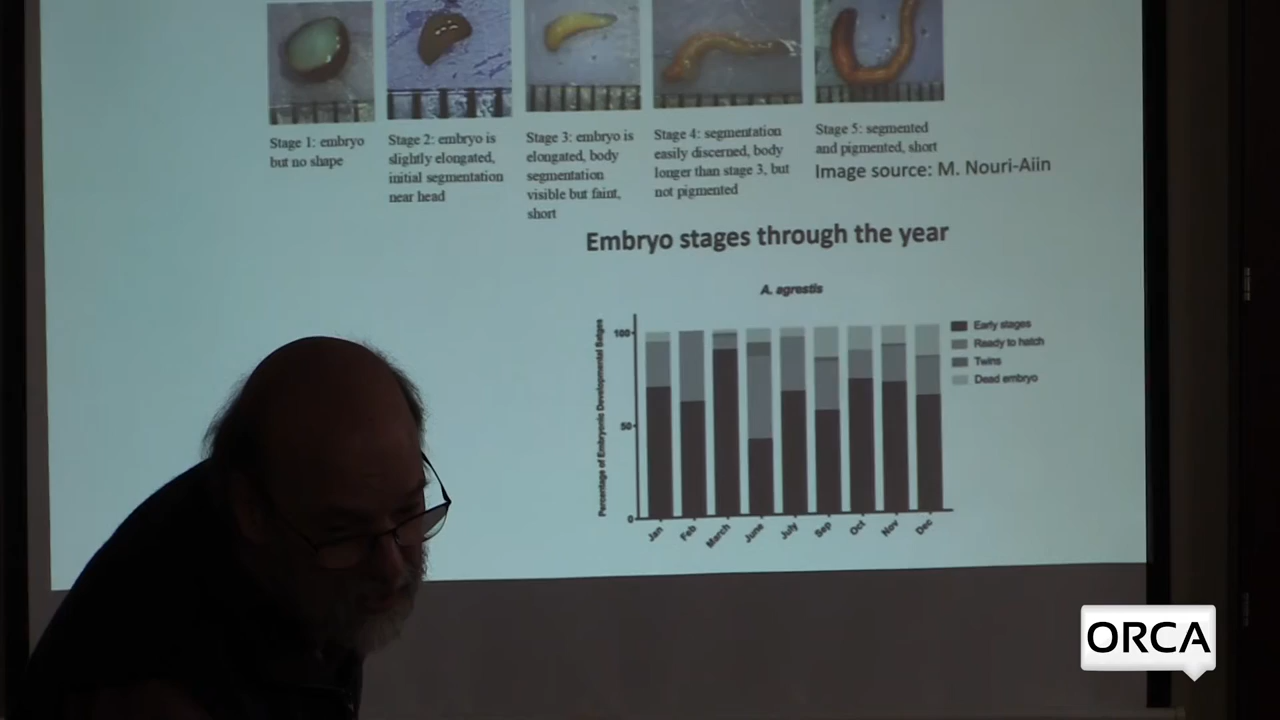 Stage 1: embryo
but no shape
Stage 2: embryo is
slightly elongated,
initial segmentation
near head
Stage 3: embryo is
elongated, body
segmentation
visible but faint,
short
Stage 4: segmentation
easily discerned, body
longer than stage 3, but
not pigmented
Stage 5: segmented
and pigmented, short
Image source: M. Nouri-Aiin
Embryo stages through the year
A. agrestis
Percentage of Embryonic Developmental Satges
100
50
0
Jan
Feb
March
June
July
Sep
Oct
Nov
Dec
Early stages
Ready to hatch
Twins
Dead embryo
ORCA